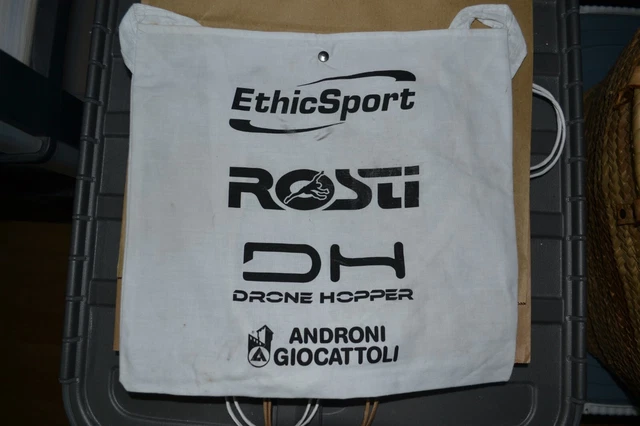 EthicSport
ROSTI
DH
DRONE HOPPER
ANDRONI
GIOCATTOLI